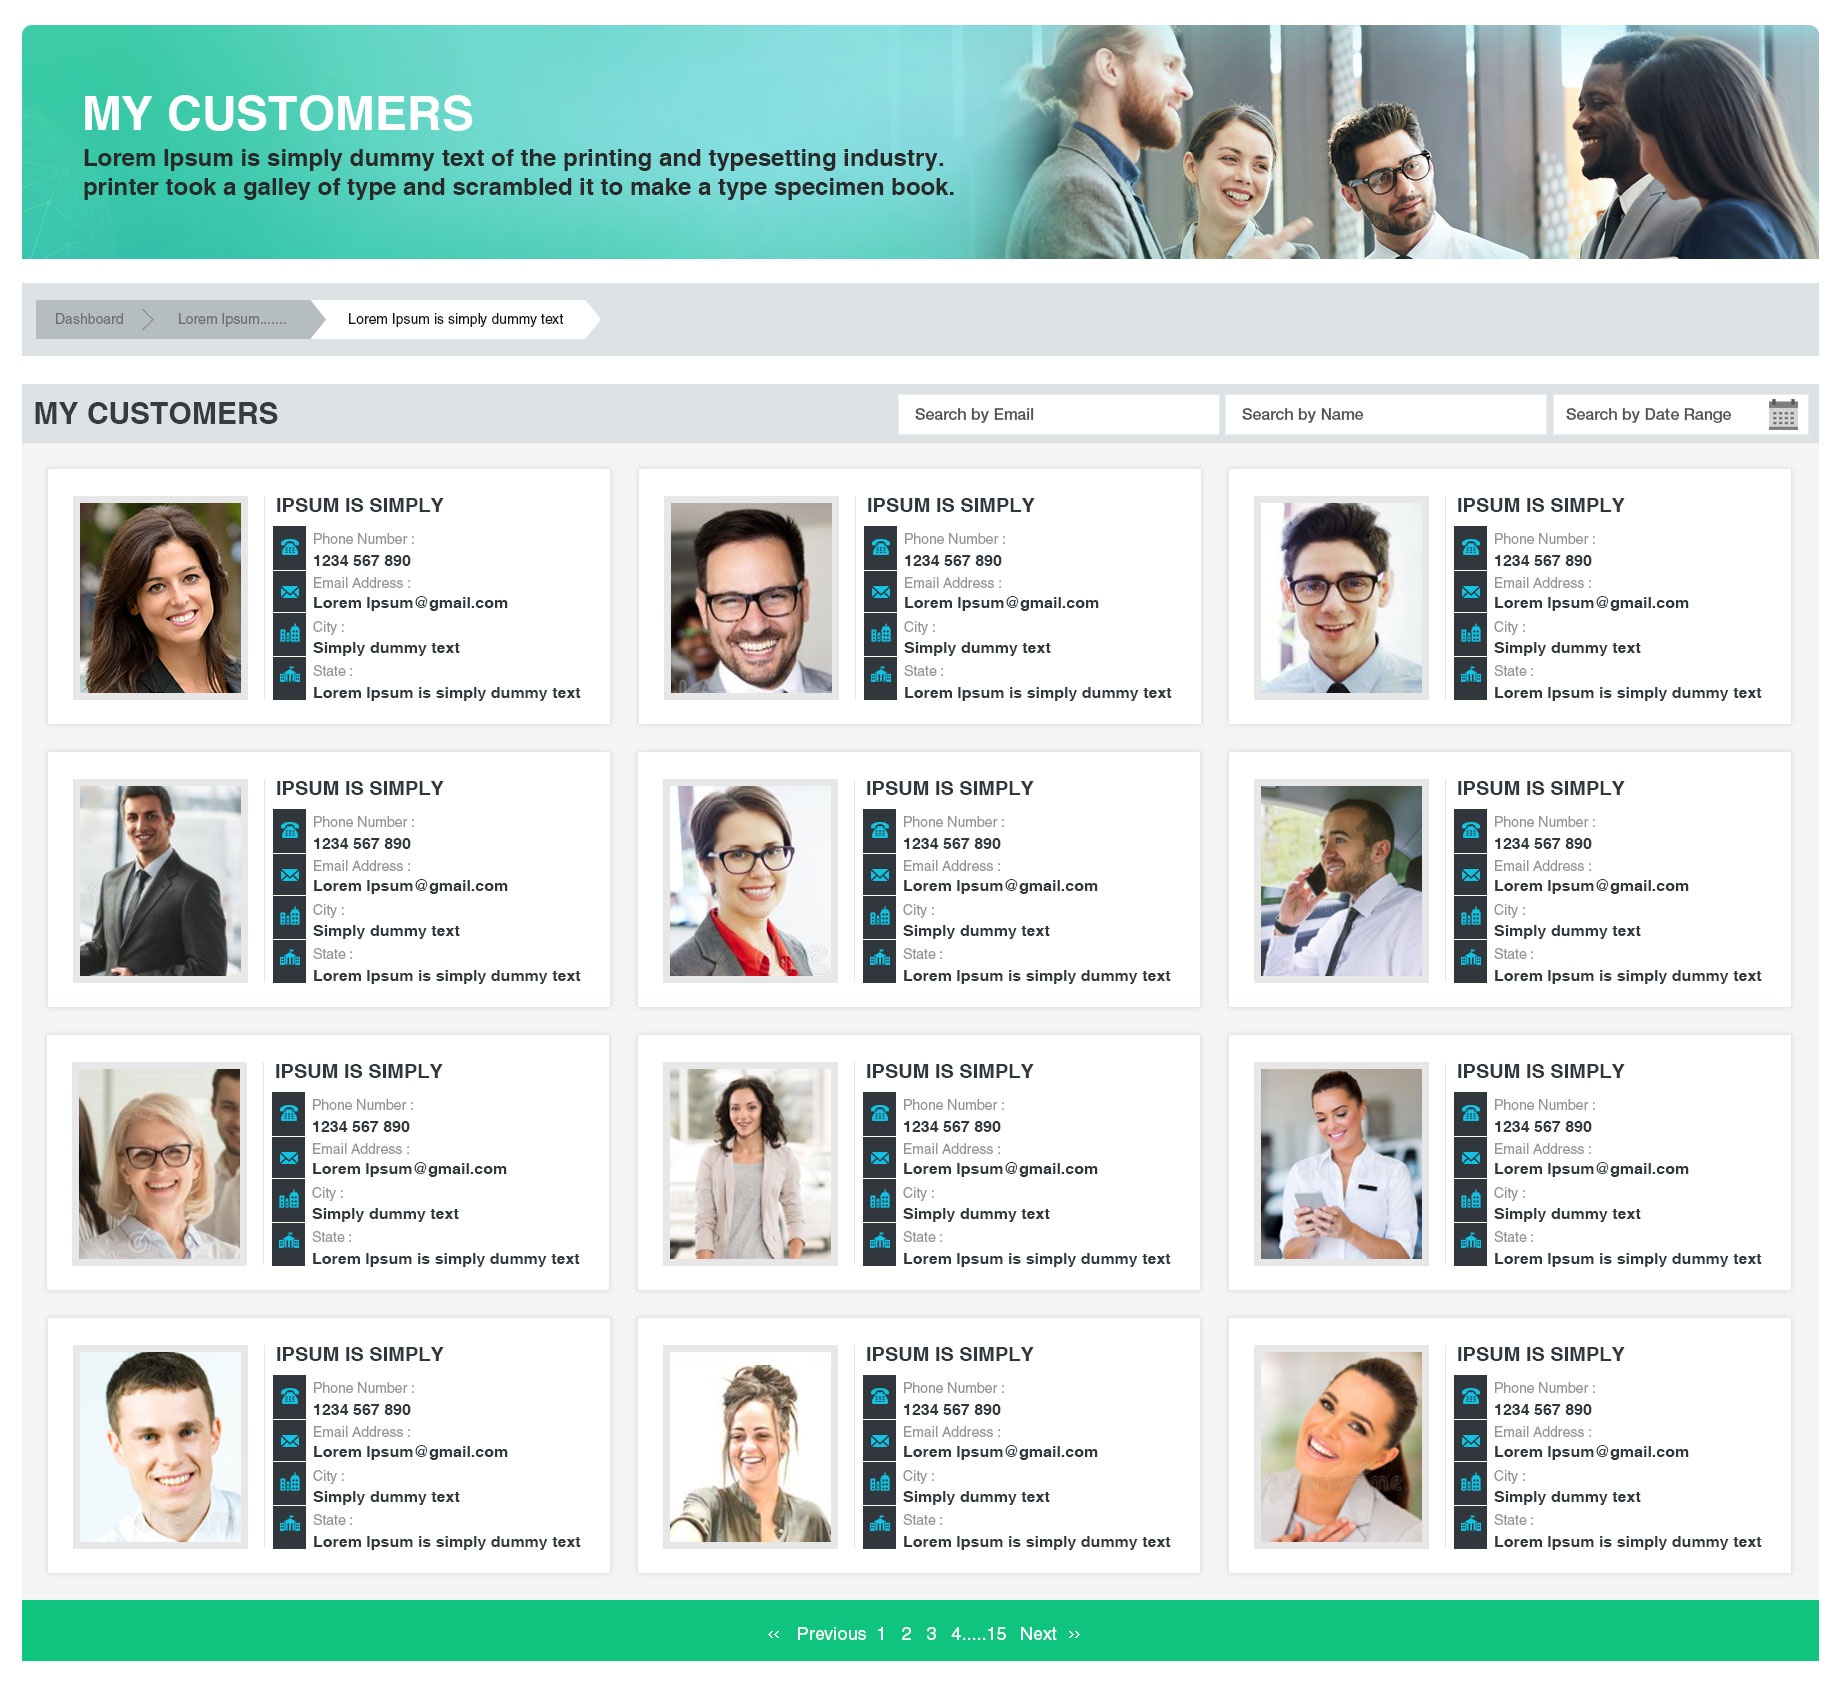 MY CUSTOMERS
Lorem Ipsum is simply dummy text of the printing and typesetting industry.
printer took a galley of type and scrambled it to make a type specimen book.
Dashboard
Lorem Ipsum.......
Lorem Ipsum is simply dummy text
MY CUSTOMERS
Search by Email
Search by Name
Search by Date Range
IPSUM IS SIMPLY
Phone Number :
1234 567 890
Email Address :
Lorem Ipsum@gmail.com
City :
Simply dummy text
State :
Lorem Ipsum is simply dummy text
IPSUM IS SIMPLY
Phone Number :
1234 567 890
Email Address :
Lorem Ipsum@gmail.com
City :
Simply dummy text
State :
Lorem Ipsum is simply dummy text
IPSUM IS SIMPLY
Phone Number :
1234 567 890
Email Address :
Lorem Ipsum@gmail.com
City :
Simply dummy text
State :
Lorem Ipsum is simply dummy text
IPSUM IS SIMPLY
Phone Number :
1234 567 890
Email Address :
Lorem Ipsum@gmail.com
City :
Simply dummy text
State :
Lorem Ipsum is simply dummy text
IPSUM IS SIMPLY
Phone Number :
1234 567 890
Email Address :
Lorem Ipsum@gmail.com
City :
Simply dummy text
State :
Lorem Ipsum is simply dummy text
IPSUM IS SIMPLY
Phone Number :
1234 567 890
Email Address :
Lorem Ipsum@gmail.com
City :
Simply dummy text
State :
Lorem Ipsum is simply dummy text
IPSUM IS SIMPLY
Phone Number :
1234 567 890
Email Address :
Lorem Ipsum@gmail.com
City :
Simply dummy text
State :
Lorem Ipsum is simply dummy text
IPSUM IS SIMPLY
Phone Number :
1234 567 890
Email Address :
Lorem Ipsum@gmail.com
City :
Simply dummy text
State :
Lorem Ipsum is simply dummy text
IPSUM IS SIMPLY
Phone Number :
1234 567 890
Email Address :
Lorem Ipsum@gmail.com
City :
Simply dummy text
State :
Lorem Ipsum is simply dummy text
IPSUM IS SIMPLY
Phone Number :
1234 567 890
Email Address :
Lorem Ipsum@gmail.com
City :
Simply dummy text
State :
Lorem Ipsum is simply dummy text
IPSUM IS SIMPLY
Phone Number :
1234 567 890
Email Address :
Lorem Ipsum@gmail.com
City :
Simply dummy text
State :
Lorem Ipsum is simply dummy text
IPSUM IS SIMPLY
Phone Number :
1234 567 890
Email Address :
Lorem Ipsum@gmail.com
City :
Simply dummy text
State :
Lorem Ipsum is simply dummy text
‹‹ Previous 1 2 3 4.....15 Next ››